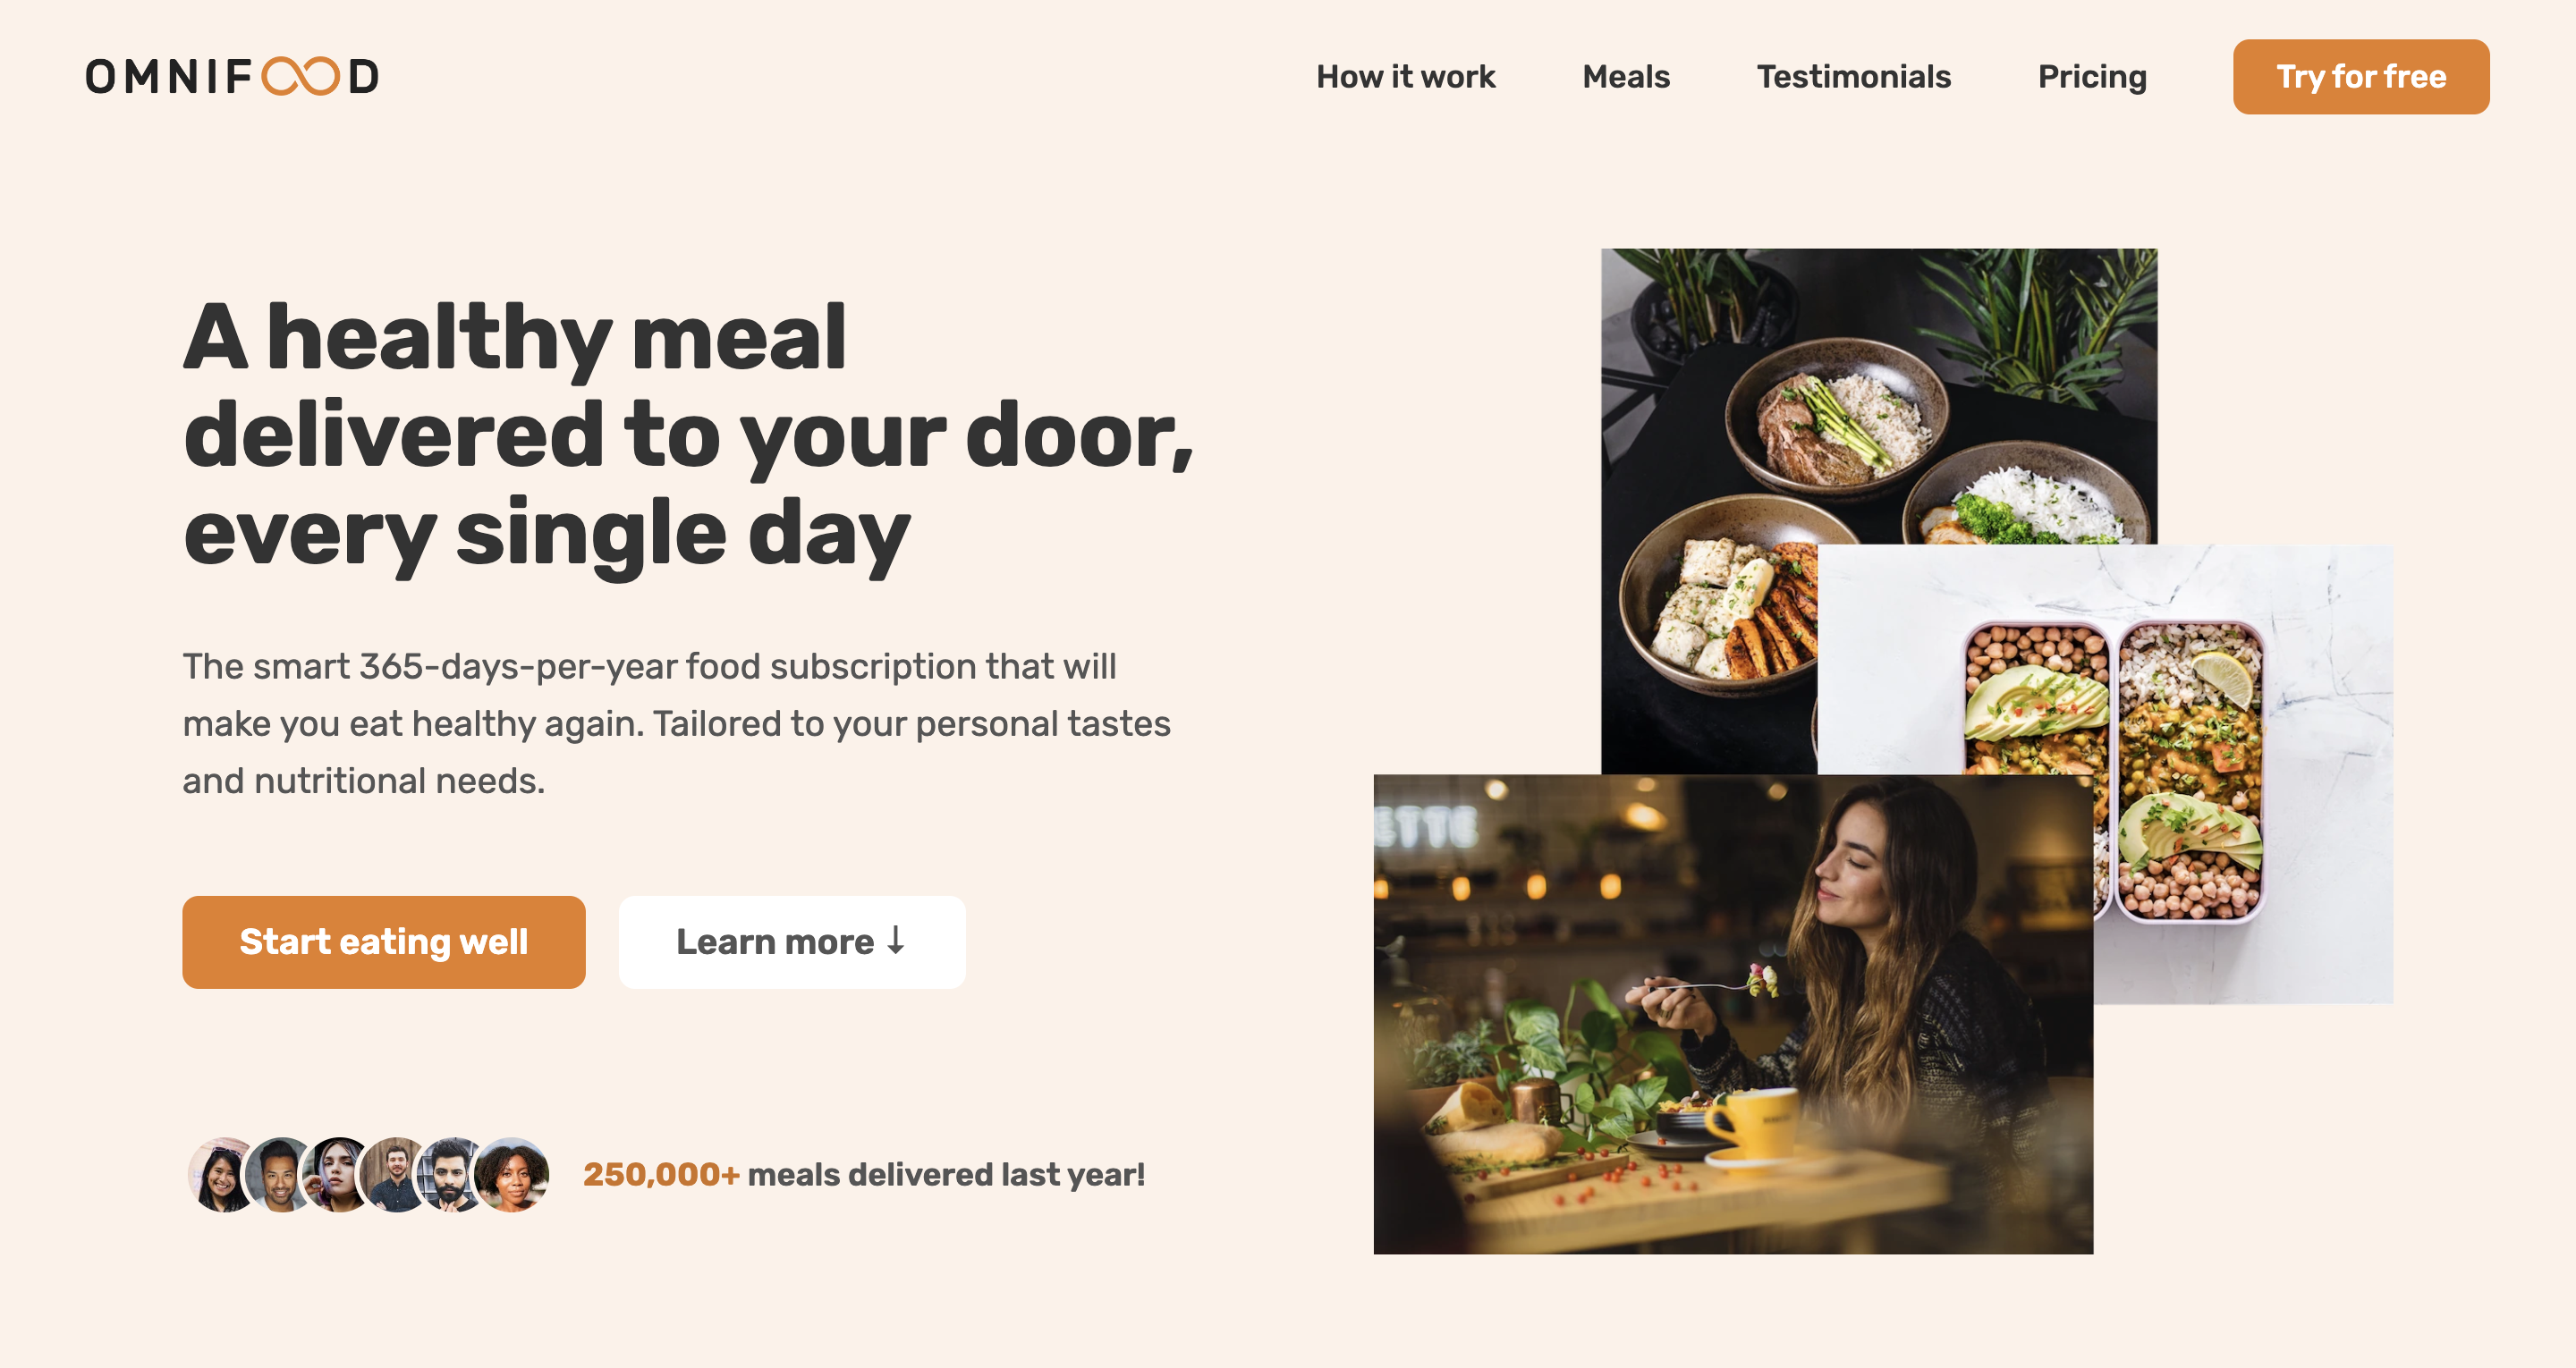 OMNIFOOD
How it work
Meals
Testimonials
Pricing
Try for free
A healthy meal
delivered to your door,
every single day
The smart 365-days-per-year food subscription that will
make you eat healthy again. Tailored to your personal tastes
and nutritional needs.
Start eating well
Learn more ↓
250,000+ meals delivered last year!
ETTE